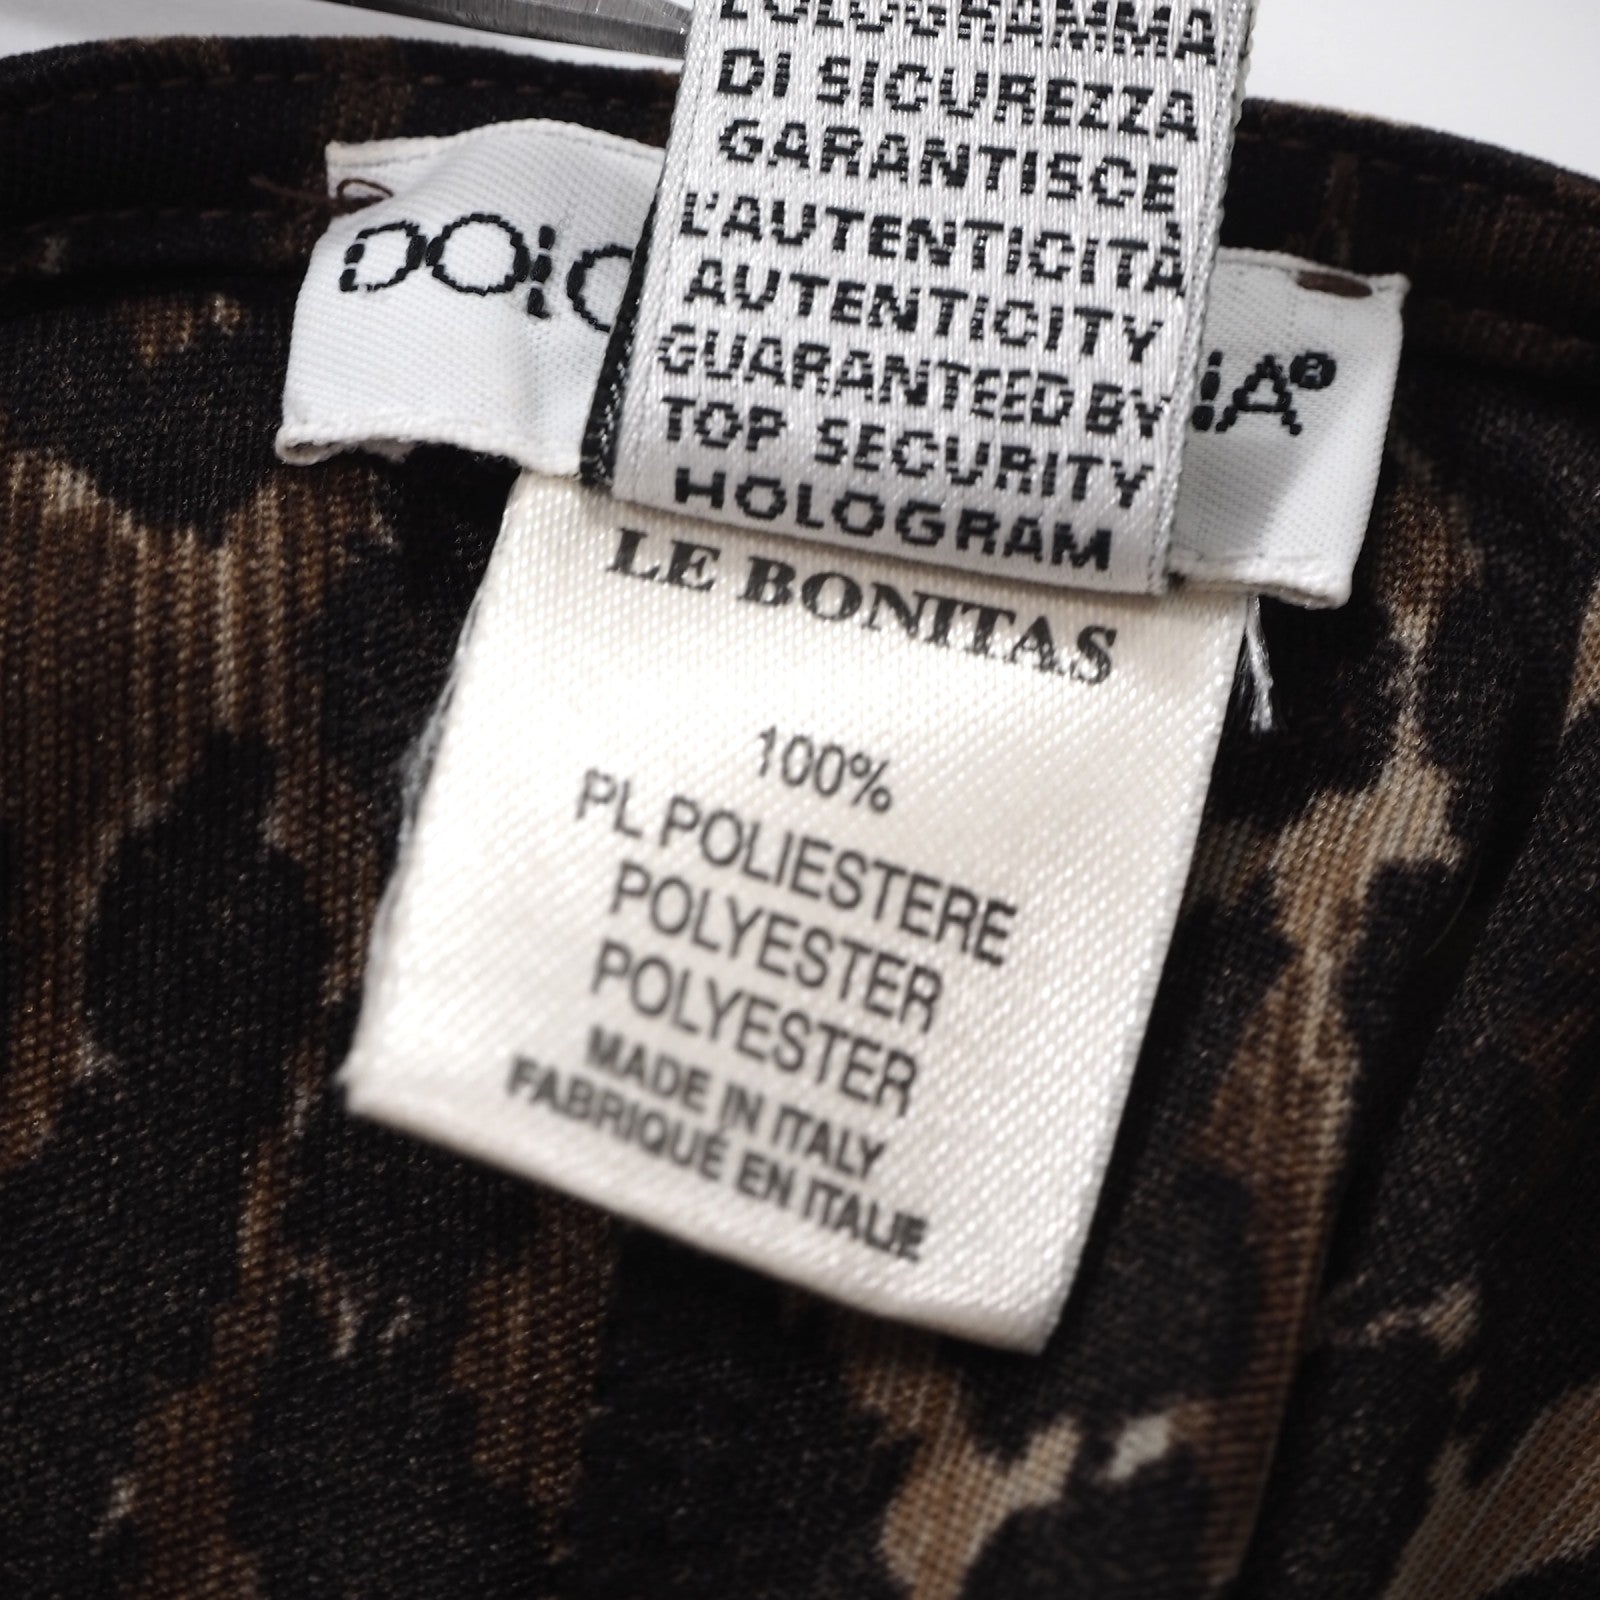 DI SICUREZZA
GARANTISCE
L'AUTENTICITÀ
AUTENTICITY
GUARANTEED BY
TOP SECURITY
HOLOGRAM
LE BONITAS
100%
PL POLIESTERE
POLYESTER
POLYESTER
MADE IN ITALY
FABRIQUÉ EN ITALIE